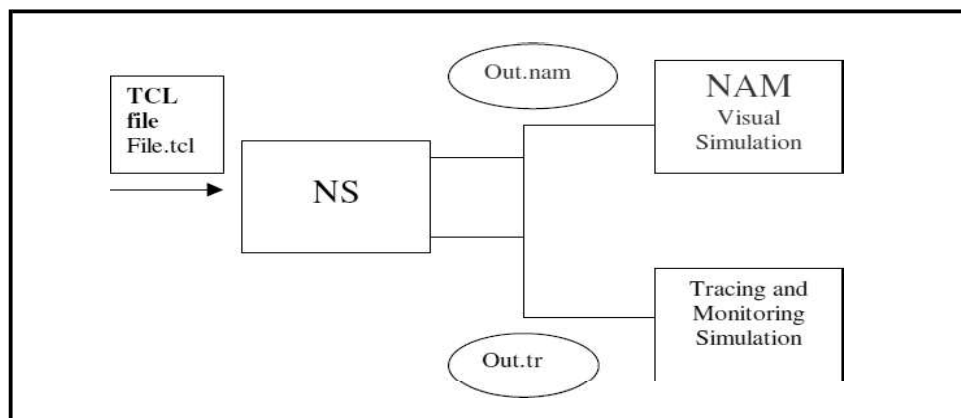 TCL
file
File.tcl
NS
Out.nam
NAM
Visual
Simulation
Out.tr
Tracing and
Monitoring
Simulation